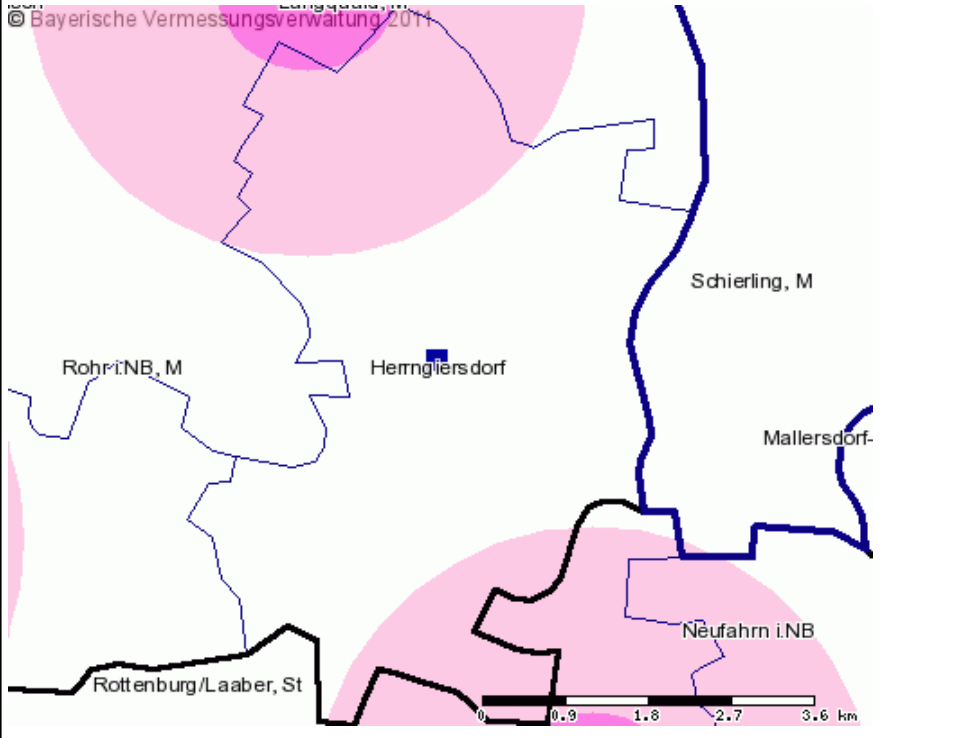 Langquaid, M
© Bayerische Vermessungsverwaltung 2011
Schierling, M
Rohr i.NB, M
Herrngiersdorf
Mallersdorf-
Neufahrn i.NB
Rottenburg/Laaber, St
0 0.9 1.8 2.7 3.6 km